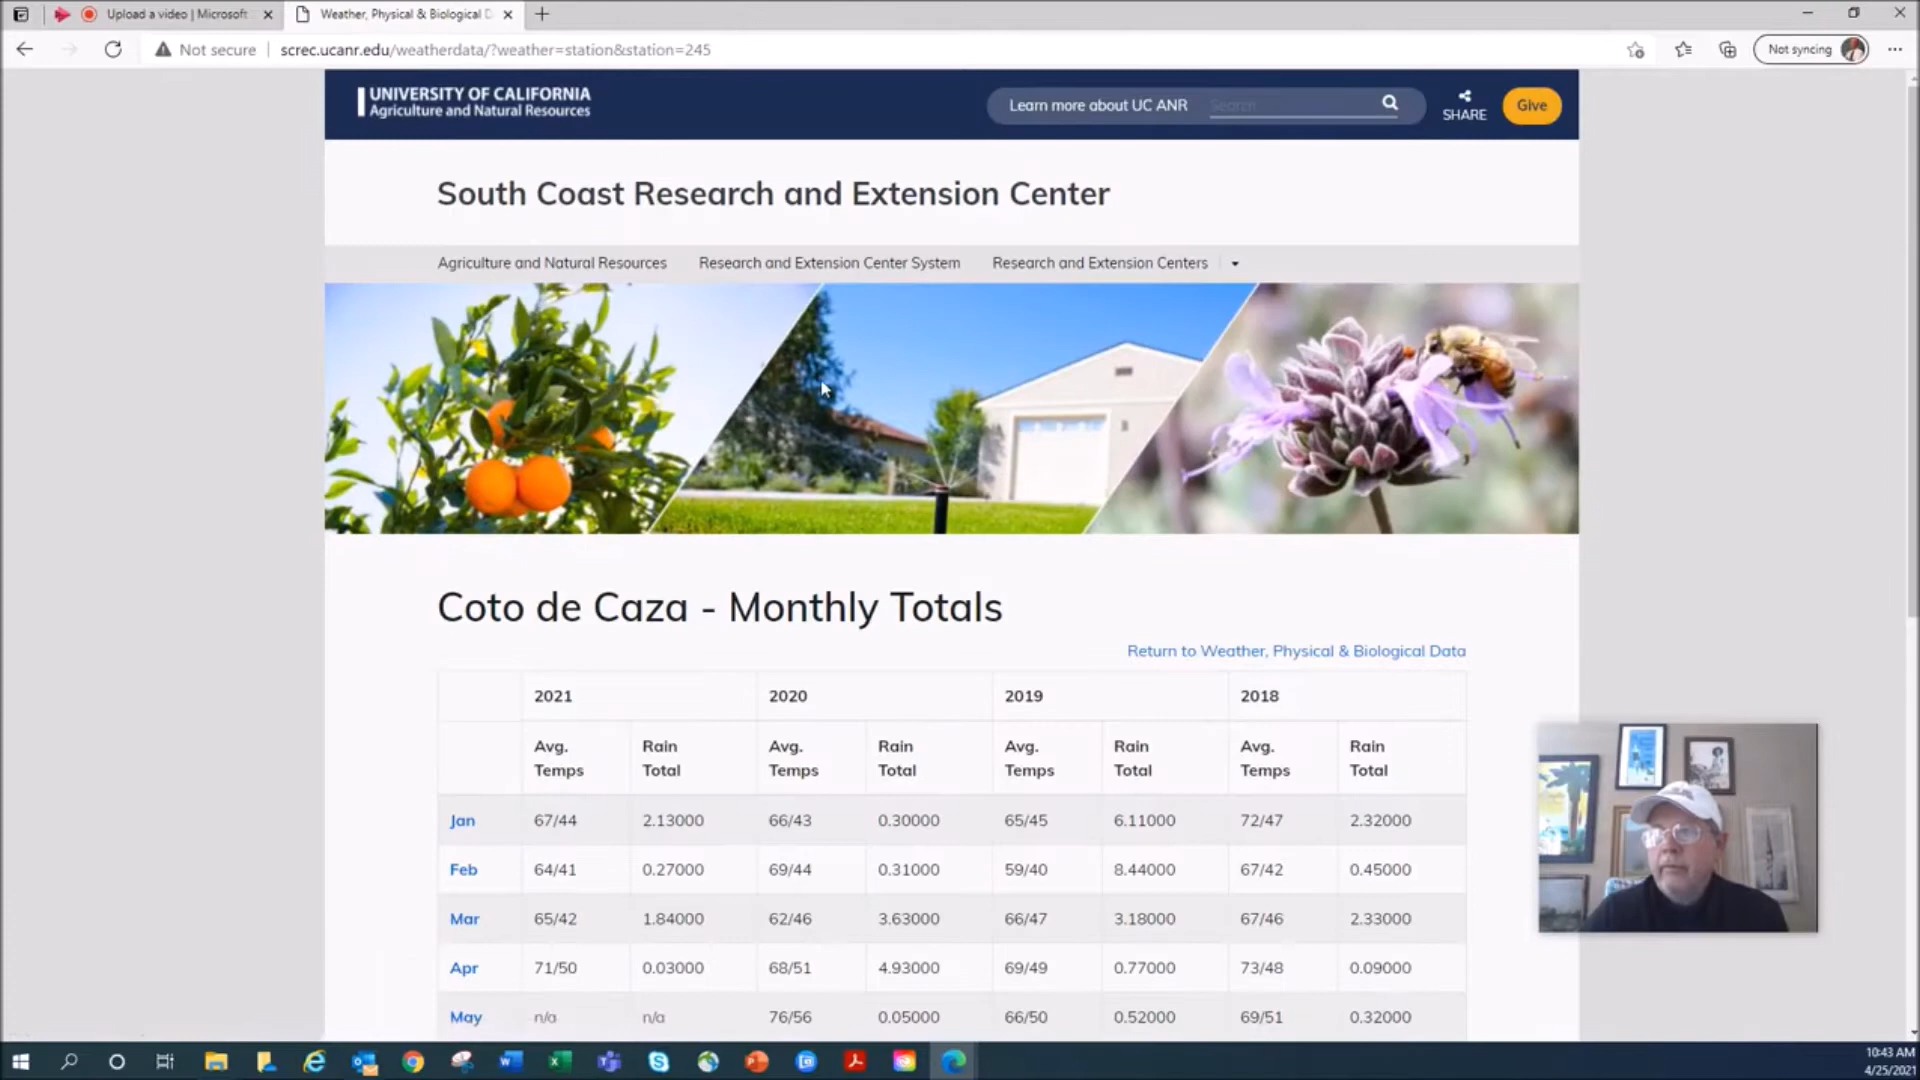 Upload a video | Microsoft
Weather, Physical & Biological D
Not secure
screc.ucanr.edu/weatherdata/?weather=station&station=245
Not syncing
UNIVERSITY OF CALIFORNIA
Agriculture and Natural Resources
Learn more about UC ANR
Search
SHARE
Give
South Coast Research and Extension Center
Agriculture and Natural Resources
Research and Extension Center System
Research and Extension Centers
Coto de Caza - Monthly Totals
Return to Weather, Physical & Biological Data
2021 2020 2019 2018
Avg. Rain Avg. Rain Avg. Rain Avg. Rain
Temps Total Temps Total Temps Total Temps Total
Jan 67/44 2.13000 66/43 0.30000 65/45 6.11000 72/47 2.32000
Feb 64/41 0.27000 69/44 0.31000 59/40 8.44000 67/42 0.45000
Mar 65/42 1.84000 62/46 3.63000 66/47 3.18000 67/46 2.33000
Apr 71/50 0.03000 68/51 4.93000 69/49 0.77000 73/48 0.09000
May n/a n/a 76/56 0.05000 66/50 0.52000 69/51 0.32000
10:43 AM
4/25/2021